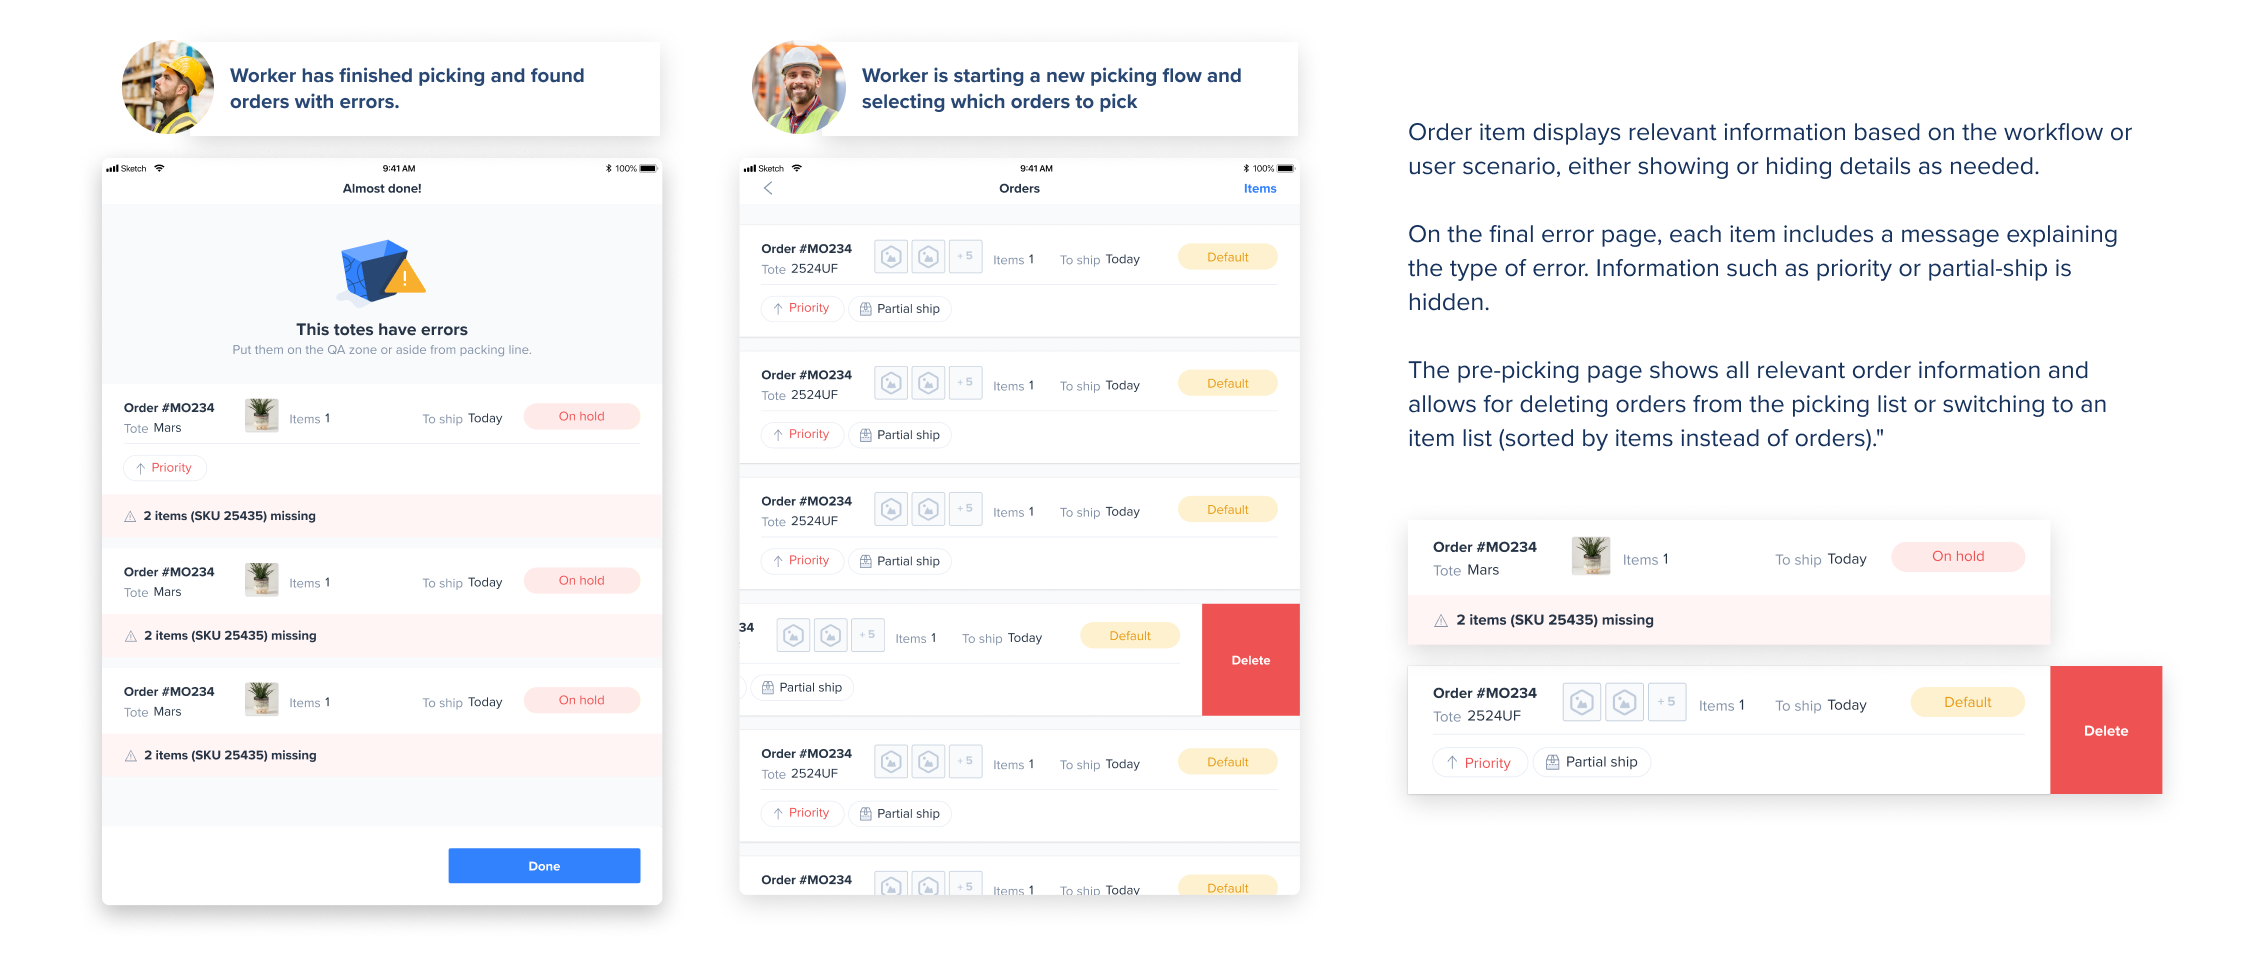 Worker has finished picking and found
orders with errors.
Sketch
9:41 AM
100%
Almost done!
This totes have errors
Put them on the QA zone or aside from packing line.
Order #MO234
Tote Mars
Items 1
To ship Today
On hold
Priority
2 items (SKU 25435) missing
Order #MO234
Tote Mars
Items 1
To ship Today
On hold
2 items (SKU 25435) missing
Order #MO234
Tote Mars
Items 1
To ship Today
On hold
2 items (SKU 25435) missing
Done
Worker is starting a new picking flow and
selecting which orders to pick
Sketch
9:41 AM
100%
Orders
Items
Order #MO234
Tote 2524UF
+ 5
Items 1
To ship Today
Default
Priority
Partial ship
Order #MO234
Tote 2524UF
+ 5
Items 1
To ship Today
Default
Priority
Partial ship
Order #MO234
Tote 2524UF
+ 5
Items 1
To ship Today
Default
Priority
Partial ship
34
+ 5
Items 1
To ship Today
Default
Partial ship
Delete
Order #MO234
Tote 2524UF
+ 5
Items 1
To ship Today
Default
Priority
Partial ship
Order #MO234
+ 5
Items 1
To ship Today
Default
Order item displays relevant information based on the workflow or
user scenario, either showing or hiding details as needed.
On the final error page, each item includes a message explaining
the type of error. Information such as priority or partial-ship is
hidden.
The pre-picking page shows all relevant order information and
allows for deleting orders from the picking list or switching to an
item list (sorted by items instead of orders)."
Order #MO234
Tote Mars
Items 1
To ship Today
On hold
2 items (SKU 25435) missing
Order #MO234
Tote 2524UF
+ 5
Items 1
To ship Today
Default
Priority
Partial ship
Delete